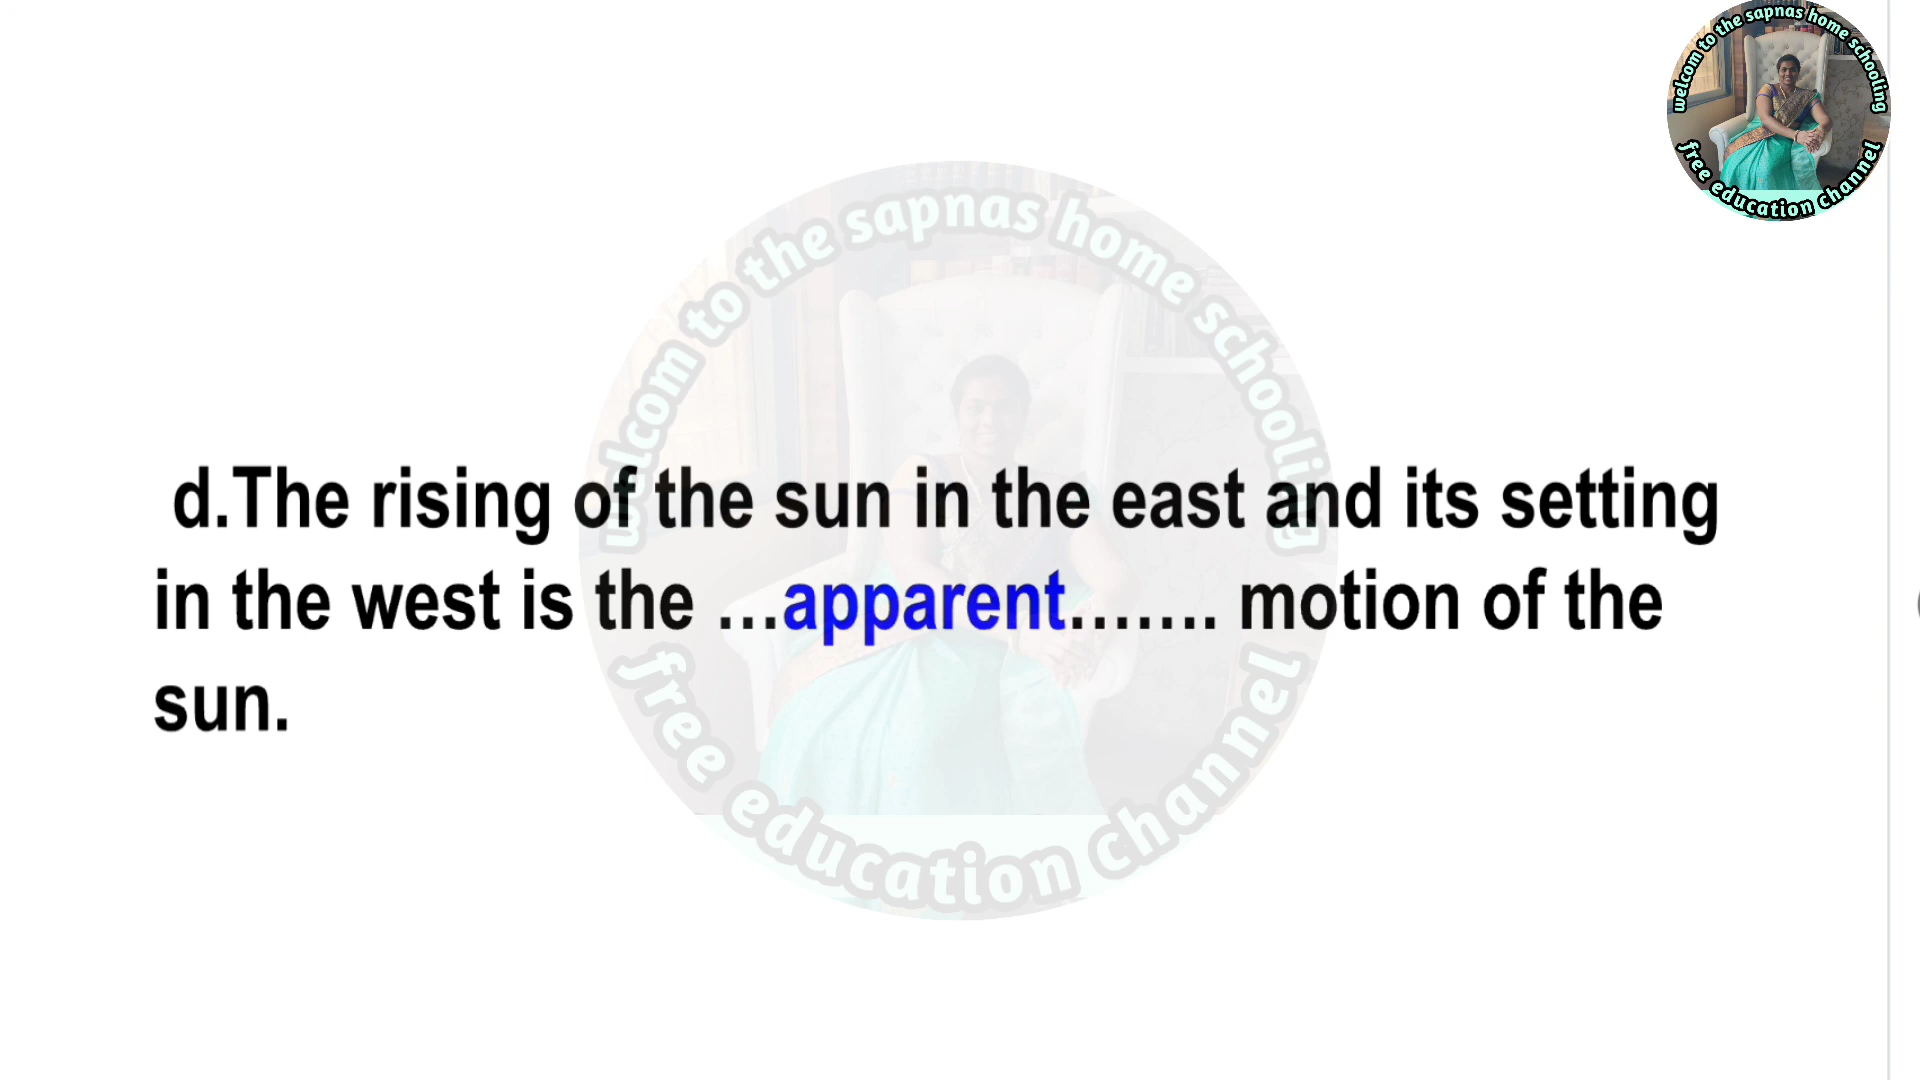 welcom to the sapnas home schooling
free education channel
welcom to the sapnas home schooling
d.The rising of the sun in the east and its setting
in the west is the ...apparent....... motion of the
sun.
free education channel